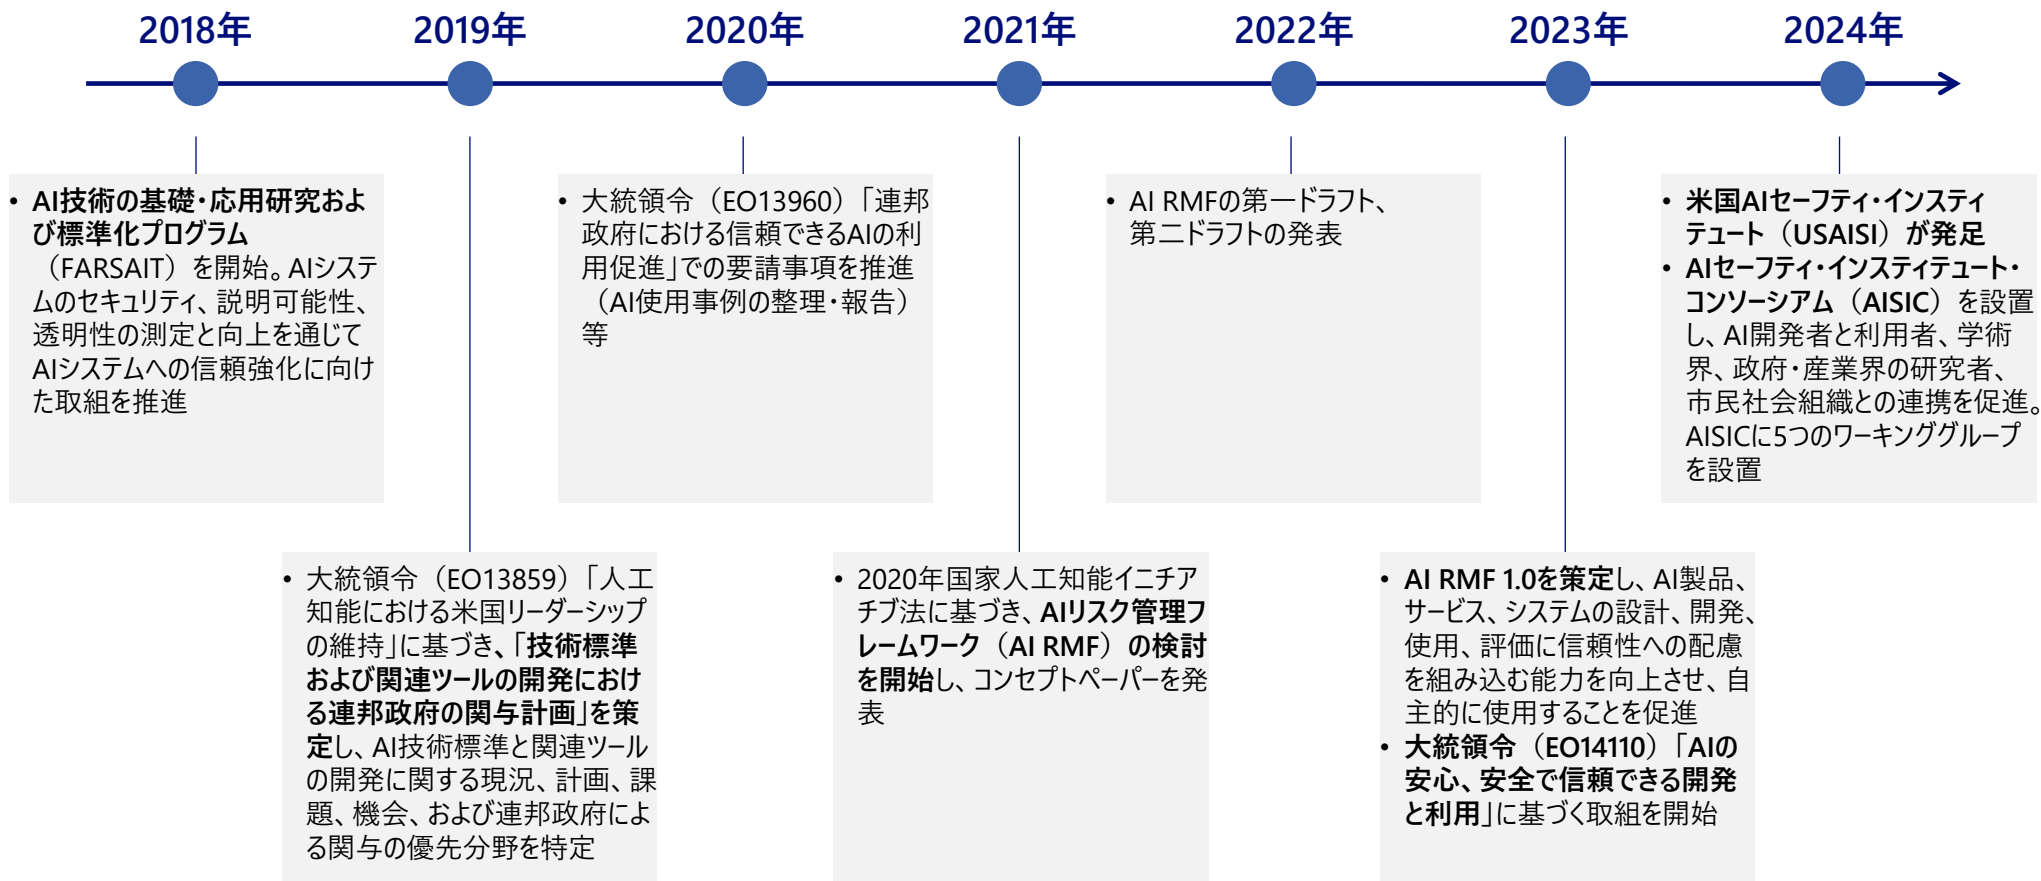 2018年
2019年
2020年
2021年
2022年
2023年
2024年
• AI技術の基礎・応用研究およ
び標準化プログラム
（FARSAIT）を開始。AIシステ
ムのセキュリティ、説明可能性、
透明性の測定と向上を通じて
AIシステムへの信頼強化に向け
た取組を推進
• 大統領令（EO13859）「人工
知能における米国リーダーシップ
の維持」に基づき、「技術標準
および関連ツールの開発におけ
る連邦政府の関与計画」を策
定し、AI技術標準と関連ツール
の開発に関する現況、計画、課
題、機会、および連邦政府によ
る関与の優先分野を特定
• 大統領令（EO13960）「連邦
政府における信頼できるAIの利
用促進」での要請事項を推進
（AI使用事例の整理・報告）
等
• 2020年国家人工知能イニチア
チブ法に基づき、AIリスク管理フ
レームワーク（AI RMF）の検討
を開始し、コンセプトペーパーを発
表
• AI RMFの第一ドラフト、
第二ドラフトの発表
• AI RMF 1.0を策定し、AI製品、
サービス、システムの設計、開発、
使用、評価に信頼性への配慮
を組み込む能力を向上させ、自
主的に使用することを促進
• 大統領令（EO14110）「AIの
安心、安全で信頼できる開発
と利用」に基づく取組を開始
• 米国AIセーフティ・インスティ
テュート（USAISI）が発足
• AIセーフティ・インスティテュート・
コンソーシアム（AISIC）を設置
し、AI開発者と利用者、学術
界、政府・産業界の研究者、
市民社会組織との連携を促進。
AISICに5つのワーキンググループ
を設置